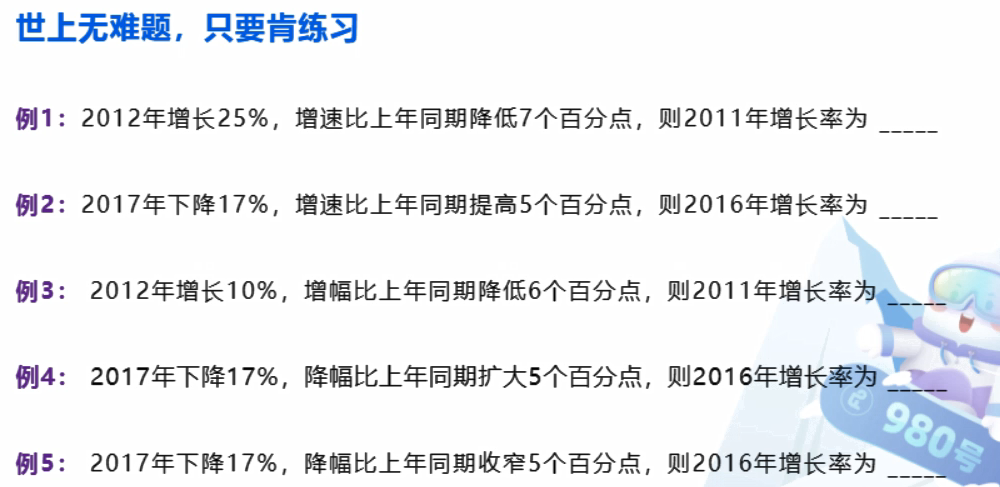 世上无难题，只要肯练习
例1：2012年增长25%，增速比上年同期降低7个百分点，则2011年增长率为 _____
例2：2017年下降17%，增速比上年同期提高5个百分点，则2016年增长率为 _____
例3： 2012年增长10%，增幅比上年同期降低6个百分点，则2011年增长率为 _____
例4： 2017年下降17%，降幅比上年同期扩大5个百分点，则2016年增长率为 _____
例5： 2017年下降17%，降幅比上年同期收窄5个百分点，则2016年增长率为 _____
980号